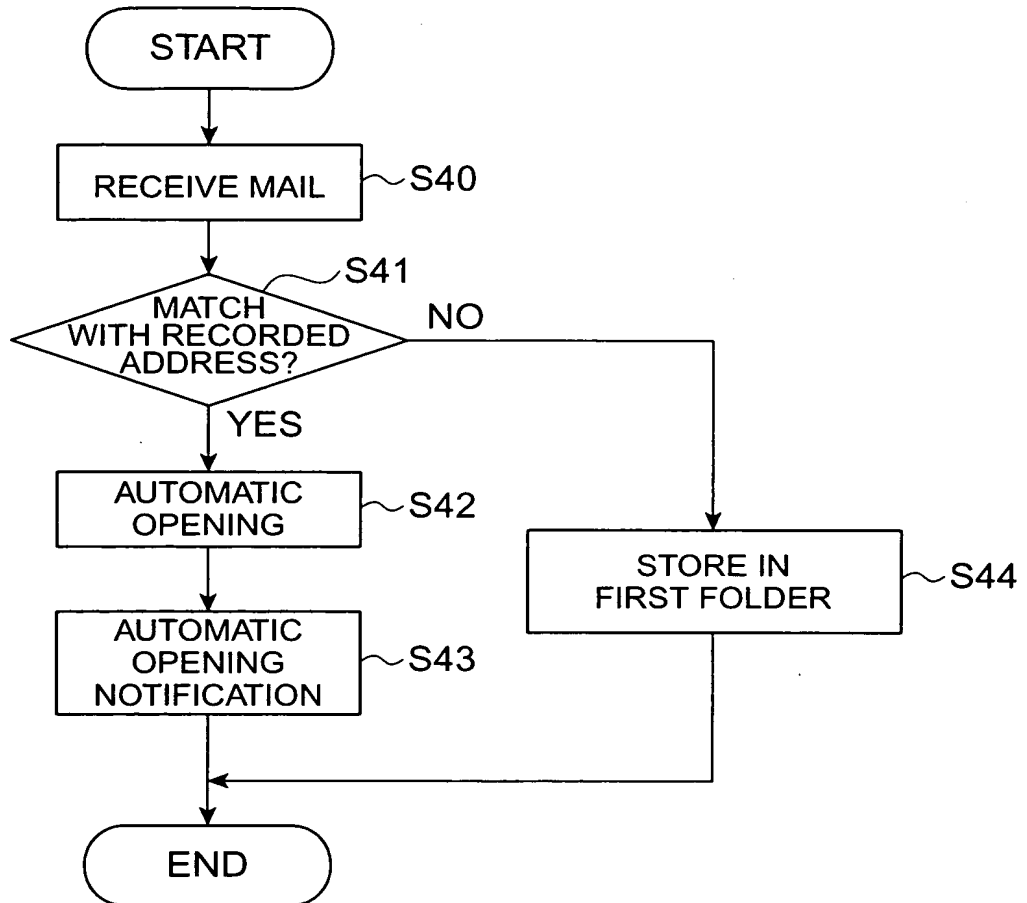 START
RECEIVE MAIL
S40
S41
MATCH
WITH RECORDED
ADDRESS?
NO
YES
AUTOMATIC
OPENING
S42
STORE IN
FIRST FOLDER
S44
AUTOMATIC
OPENING
NOTIFICATION
S43
END